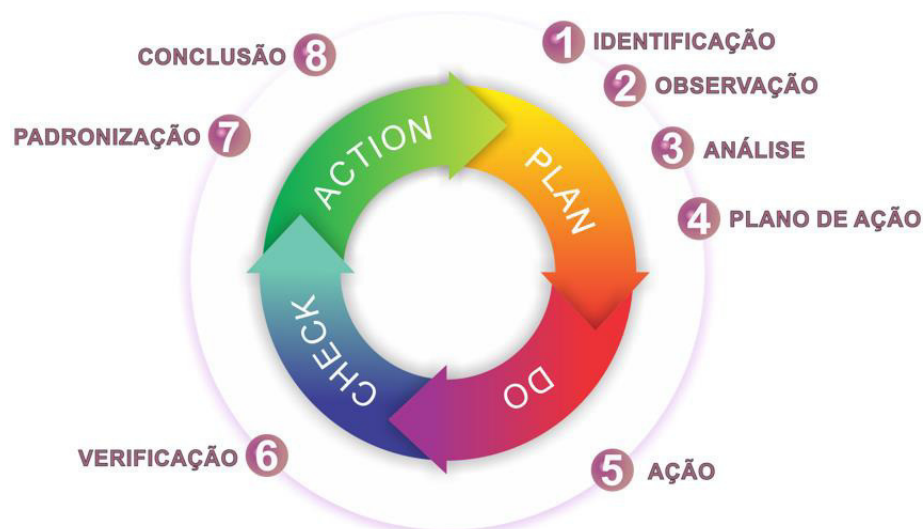 1 IDENTIFICAÇÃO
2 OBSERVAÇÃO
3 ANÁLISE
4 PLANO DE AÇÃO
5 AÇÃO
6 VERIFICAÇÃO
7 PADRONIZAÇÃO
8 CONCLUSÃO
PLAN
DO
CHECK
ACTION